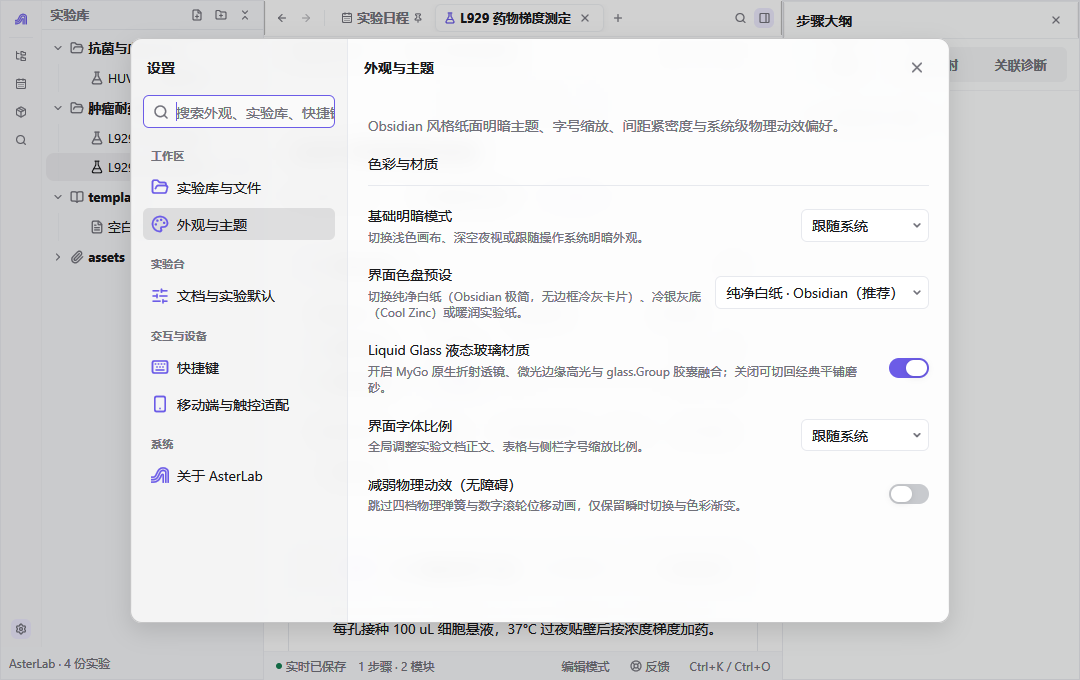 实验库
实验日程
L929 药物梯度测定
步骤大纲
关联诊断
抗菌与
HUV
肿瘤耐
L929
L929
templa
空白
assets
AsterLab · 4 份实验
设置
搜索外观、实验库、快捷
工作区
实验库与文件
外观与主题
实验台
文档与实验默认
交互与设备
快捷键
移动端与触控适配
系统
关于 AsterLab
外观与主题
Obsidian 风格纸面明暗主题、字号缩放、间距紧密度与系统级物理动效偏好。
色彩与材质
基础明暗模式
切换浅色画布、深空夜视或跟随操作系统明暗外观。
跟随系统
界面色盘预设
切换纯净白纸（Obsidian 极简，无边框冷灰卡片）、冷银灰底
（Cool Zinc）或暖润实验纸。
纯净白纸 · Obsidian（推荐）
Liquid Glass 液态玻璃材质
开启 MyGo 原生折射透镜、微光边缘高光与 glass.Group 胶囊融合；关闭可切回经典平铺磨
砂。
界面字体比例
全局调整实验文档正文、表格与侧栏字号缩放比例。
跟随系统
减弱物理动效（无障碍）
跳过四档物理弹簧与数字滚轮位移动画，仅保留瞬时切换与色彩渐变。
每孔接种 100 uL 细胞悬液，37°C 过夜贴壁后按浓度梯度加药。
实时已保存
1 步骤 · 2 模块
编辑模式
反馈
Ctrl+K / Ctrl+O